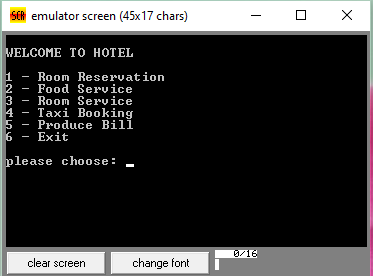 SCR emulator screen (45x17 chars)
WELCOME TO HOTEL
1 - Room Reservation
2 - Food Service
3 - Room Service
4 - Taxi Booking
5 - Produce Bill
6 - Exit
please choose: _
clear screen
change font
0/16